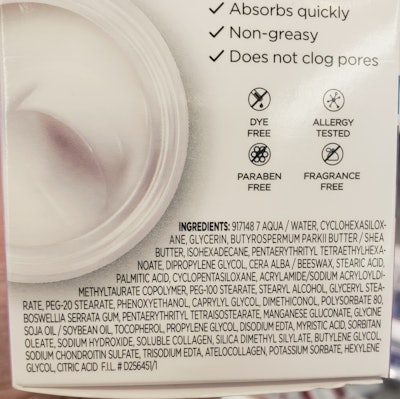 ✓ Absorbs quickly
✓ Non-greasy
✓ Does not clog pores
DYE FREE
ALLERGY TESTED
PARABEN FREE
FRAGRANCE FREE
INGREDIENTS: 917148 7 AQUA / WATER, CYCLOHEXASILOX-
ANE, GLYCERIN, BUTYROSPERMUM PARKII BUTTER / SHEA
BUTTER, ISOHEXADECANE, PENTAERYTHRITYL TETRAETHYLHEXA-
NOATE, DIPROPYLENE GLYCOL, CERA ALBA / BEESWAX, STEARIC ACID,
PALMITIC ACID, CYCLOPENTASILOXANE, ACRYLAMIDE/SODIUM ACRYLOYLDI-
METHYLTAURATE COPOLYMER, PEG-100 STEARATE, STEARYL ALCOHOL, GLYCERYL STEA-
RATE, PEG-20 STEARATE, PHENOXYETHANOL, CAPRYLYL GLYCOL, DIMETHICONOL, POLYSORBATE 80,
BOSWELLIA SERRATA GUM, PENTAERYTHRITYL TETRAISOSTEARATE, MANGANESE GLUCONATE, GLYCINE
SOJA OIL / SOYBEAN OIL, TOCOPHEROL, PROPYLENE GLYCOL, DISODIUM EDTA, MYRISTIC ACID, SORBITAN
OLEATE, SODIUM HYDROXIDE, SOLUBLE COLLAGEN, SILICA DIMETHYL SILYLATE, BUTYLENE GLYCOL,
SODIUM CHONDROITIN SULFATE, TRISODIUM EDTA, ATELOCOLLAGEN, POTASSIUM SORBATE, HEXYLENE
GLYCOL, CITRIC ACID F.I.L. # D256451/1